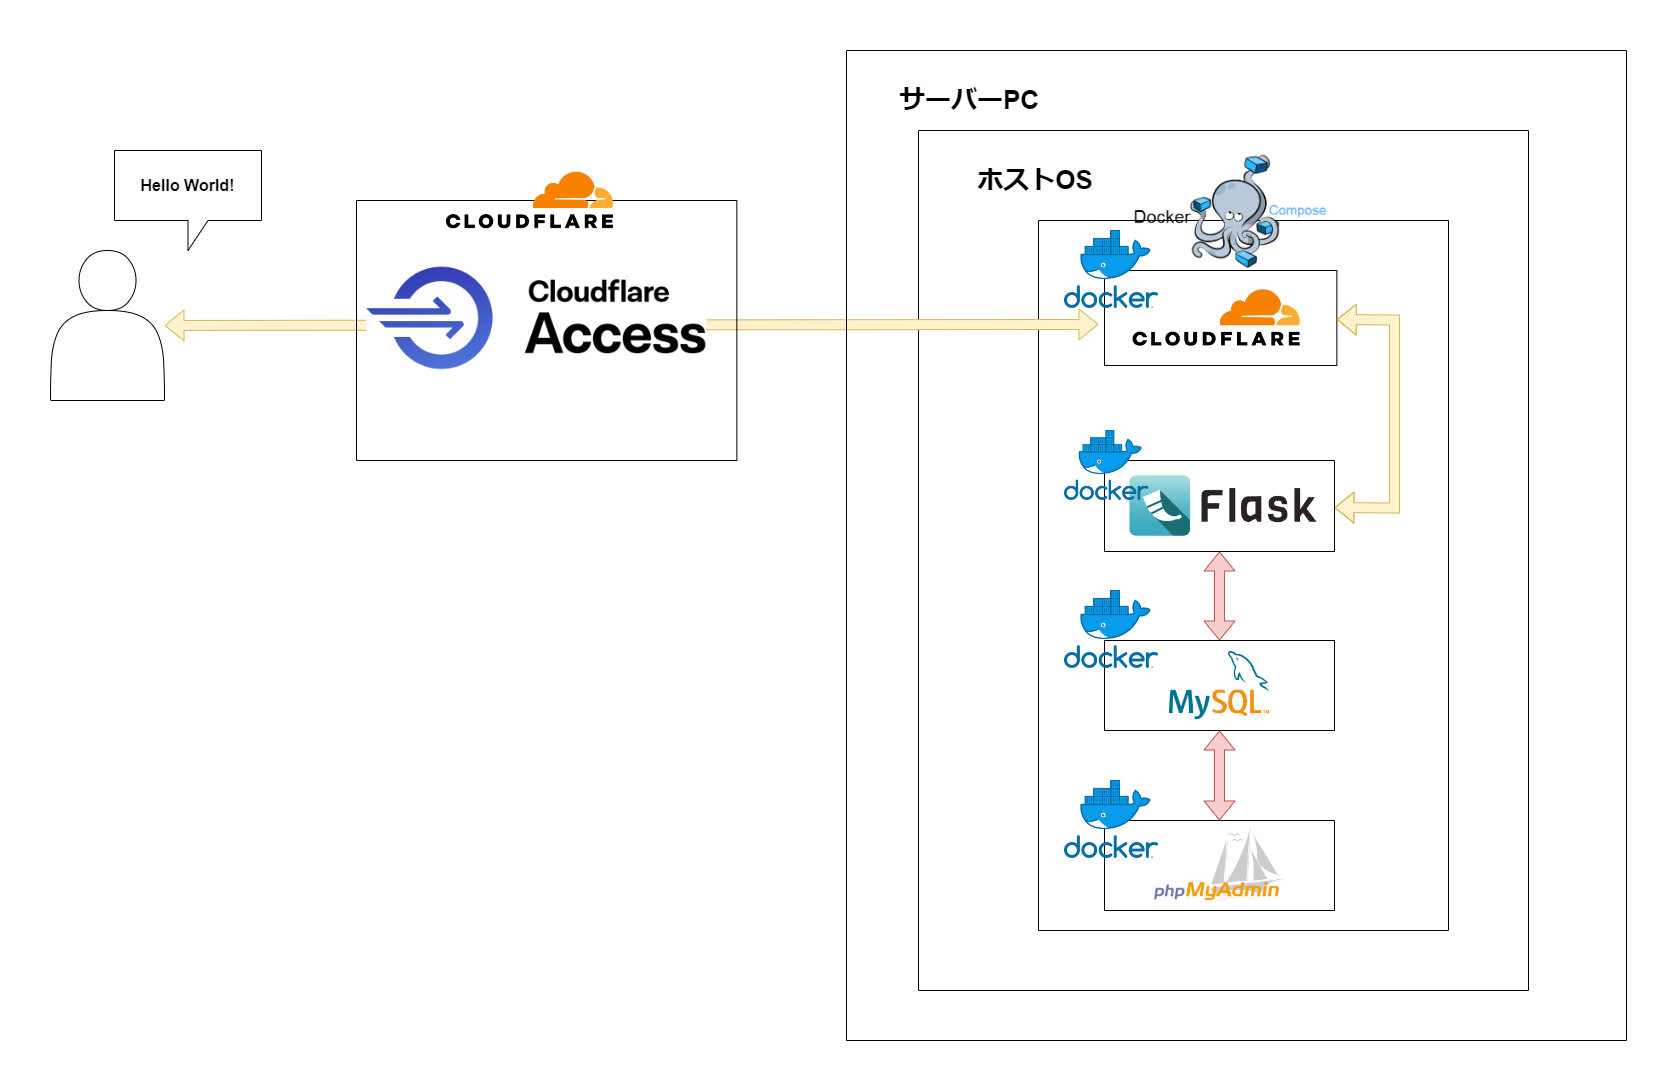 サーバーPC
ホストOS
Hello World!
CLOUDFLARE
Cloudflare
Access
Docker
Compose
docker
CLOUDFLARE
docker
Flask
docker
MySQL™
docker
phpMyAdmin